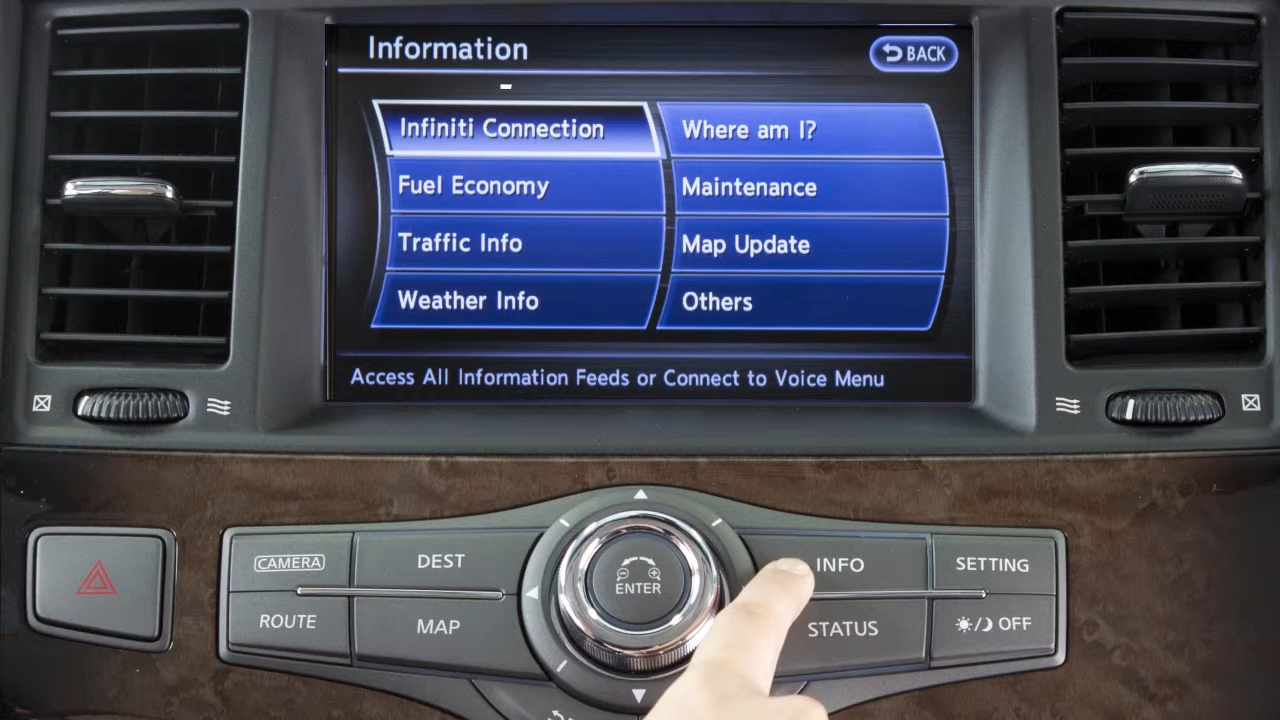 Information
BACK
Infiniti Connection
Where am I?
Fuel Economy
Maintenance
Traffic Info
Map Update
Weather Info
Others
Access All Information Feeds or Connect to Voice Menu
CAMERA
DEST
INFO
SETTING
ENTER
ROUTE
MAP
STATUS
OFF